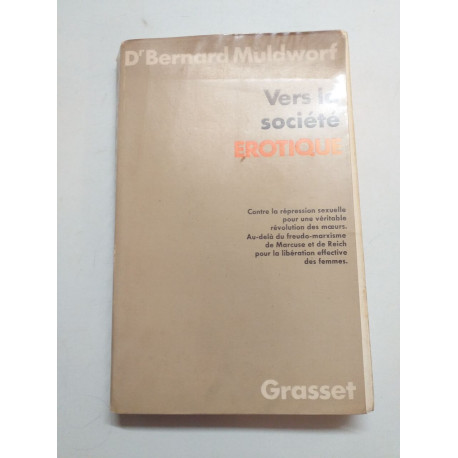 Dr Bernard Muldworf
Vers la
société
EROTIQUE
Contre la répression sexuelle
pour une véritable
révulution des mœurs.
Au-delà du freudo-marxisme
de Marcuse et de Reich
pour la libération effective
des femmes.
Grasset